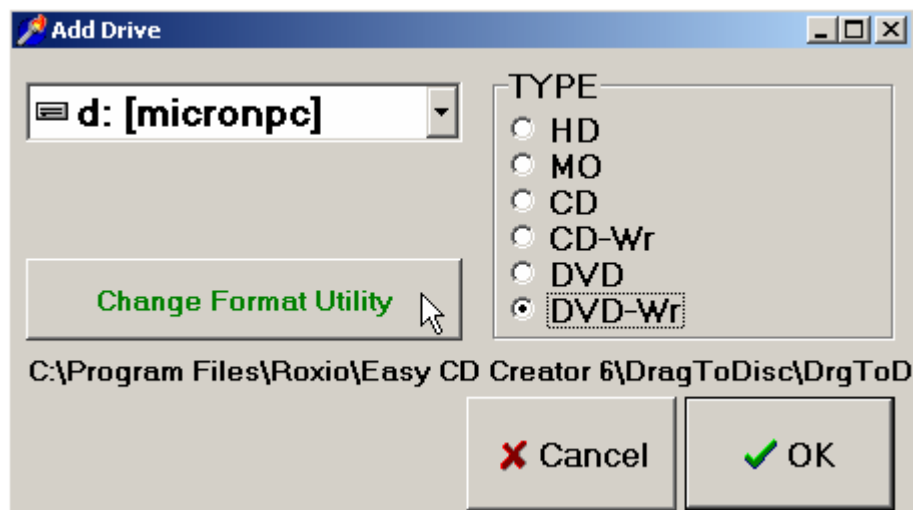 Add Drive
d: [micronpc]
TYPE
HD
MO
CD
CD-Wr
DVD
DVD-Wr
Change Format Utility
C:\Program Files\Roxio\Easy CD Creator 6\DragToDisc\DrgToD
Cancel
OK